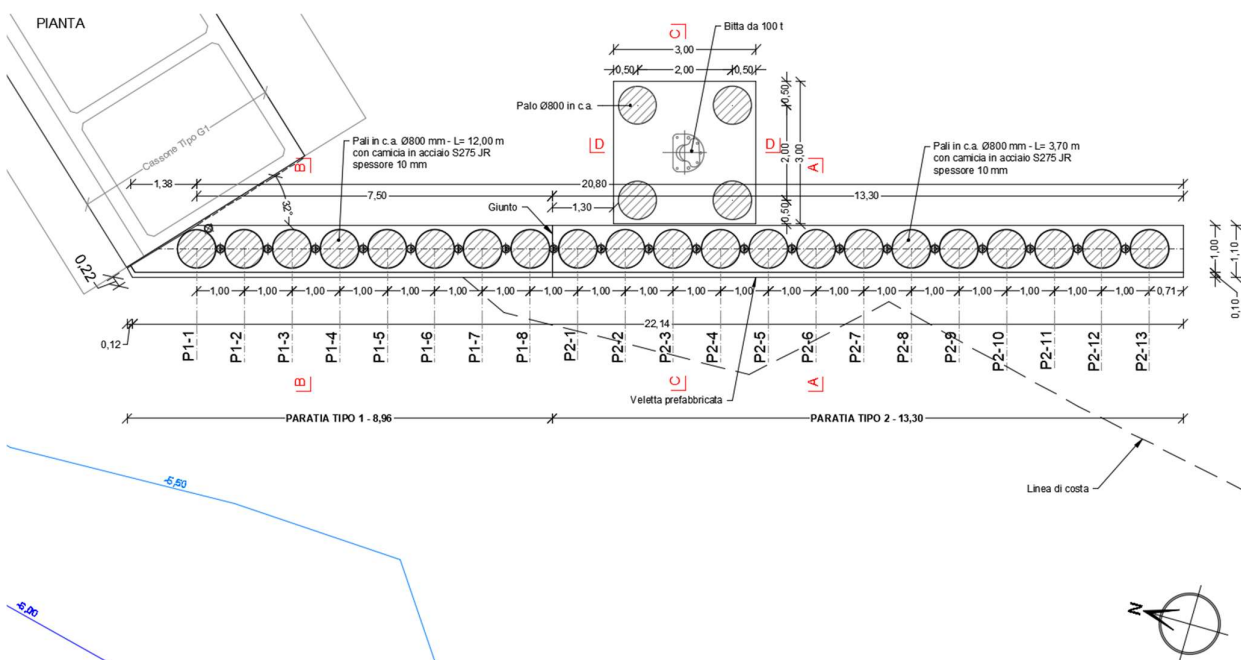 PIANTA
C
Bitta da 100 t
3,00
0,50
2,00
0,50
Cassone Tipo G1
Palo Ø800 in c.a.
0,50
2,00
3,00
0,50
D
D
Pali in c.a. Ø800 mm - L= 12,00 m
con camicia in acciaio S275 JR
spessore 10 mm
Pali in c.a. Ø800 mm - L= 3,70 m
con camicia in acciaio S275 JR
spessore 10 mm
B
A
1,38
20,80
7,50
13,30
32°
Giunto
1,30
0,22
1,00
1,10
0,10
1,00 1,00 1,00 1,00 1,00 1,00 1,00 1,00 1,00 1,00 1,00 1,00 1,00 1,00 1,00 1,00 1,00 1,00 1,00 1,00 0,71
22,14
0,12
P1-1 P1-2 P1-3 P1-4 P1-5 P1-6 P1-7 P1-8 P2-1 P2-2 P2-3 P2-4 P2-5 P2-6 P2-7 P2-8 P2-9 P2-10 P2-11 P2-12 P2-13
B
C
A
Veletta prefabbricata
PARATIA TIPO 1 - 8,96
PARATIA TIPO 2 - 13,30
Linea di costa
-6,50
-6,00
N